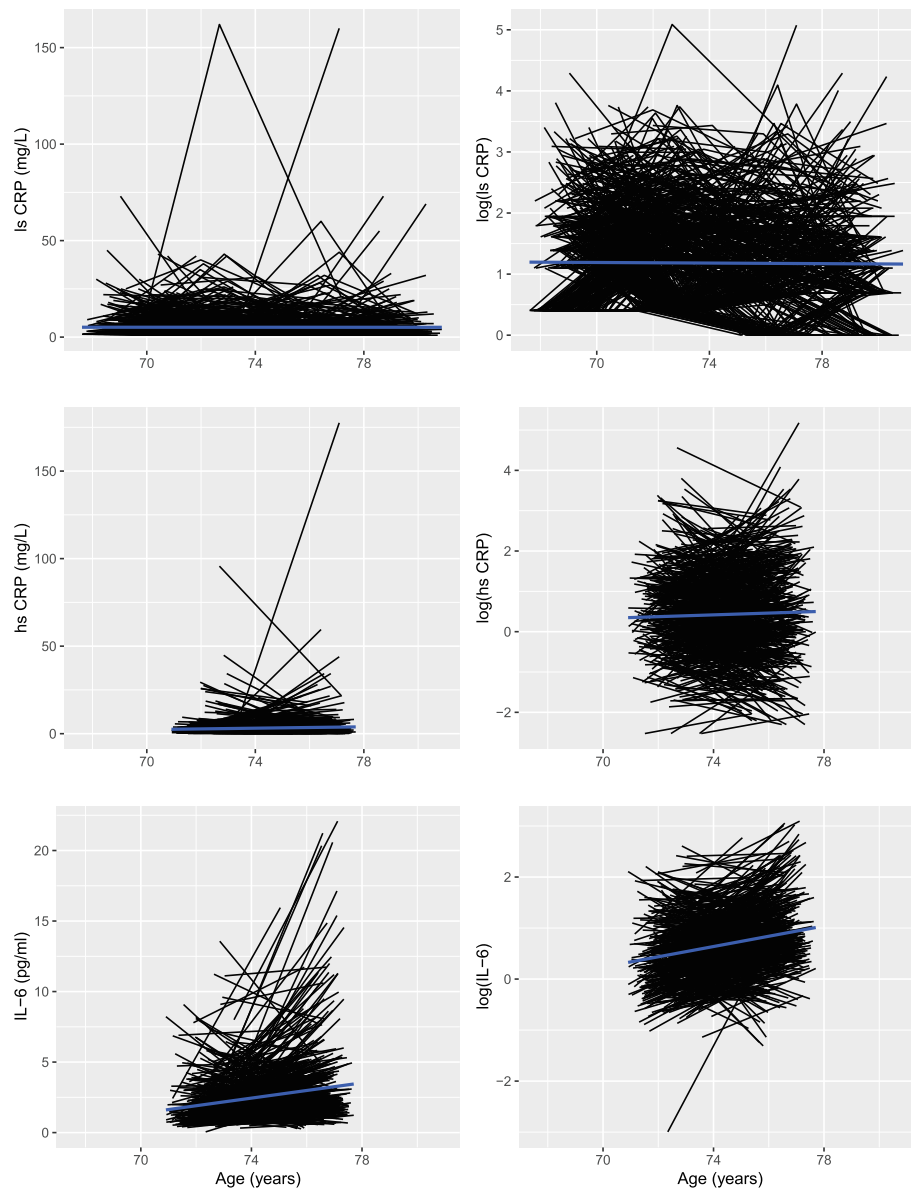 ls CRP (mg/L)
150
100
50
0
70 74 78
log(ls CRP)
5
4
3
2
1
0
70 74 78
hs CRP (mg/L)
150
100
50
0
70 74 78
log(hs CRP)
4
2
0
−2
70 74 78
IL−6 (pg/ml)
20
15
10
5
0
70 74 78
Age (years)
log(IL−6)
2
0
−2
70 74 78
Age (years)